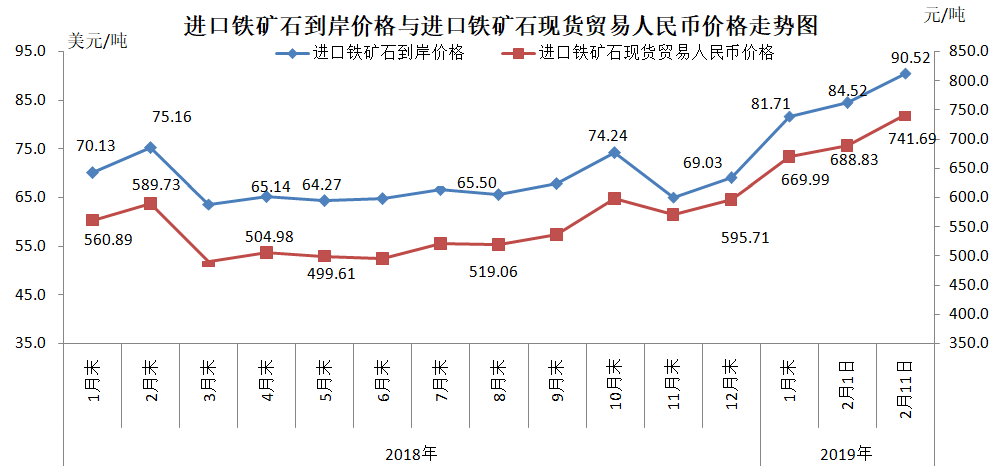 进口铁矿石到岸价格与进口铁矿石现货贸易人民币价格走势图
美元/吨
元/吨
进口铁矿石到岸价格
进口铁矿石现货贸易人民币价格
95.0
85.0
75.0
65.0
55.0
45.0
35.0
850.0
800.0
750.0
700.0
650.0
600.0
550.0
500.0
450.0
400.0
350.0
70.13
75.16
65.14
64.27
65.50
74.24
69.03
81.71
84.52
90.52
560.89
589.73
504.98
499.61
519.06
595.71
669.99
688.83
741.69
1月末
2月末
3月末
4月末
5月末
6月末
7月末
8月末
9月末
10月末
11月末
12月末
1月末
2月1日
2月11日
2018年
2019年